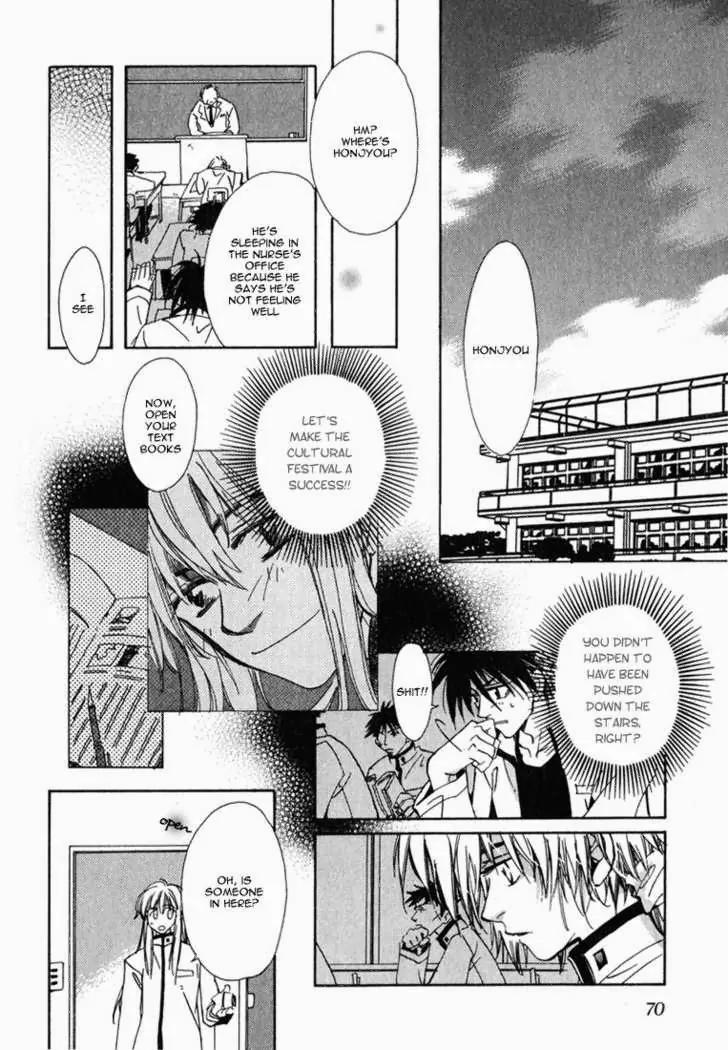 HONJYOU
HM?
WHERE'S
HONJYOU?
HE'S
SLEEPING IN
THE NURSE'S
OFFICE
BECAUSE HE
SAYS HE'S
NOT FEELING
WELL
I
SEE
NOW,
OPEN
YOUR
TEXT
BOOKS
LET'S
MAKE THE
CULTURAL
FESTIVAL A
SUCCESS!!
YOU DIDN'T
HAPPEN TO
HAVE BEEN
PUSHED
DOWN
THE
STAIRS,
RIGHT?
SHIT!!
open
OH, IS
SOMEONE
IN HERE?
70